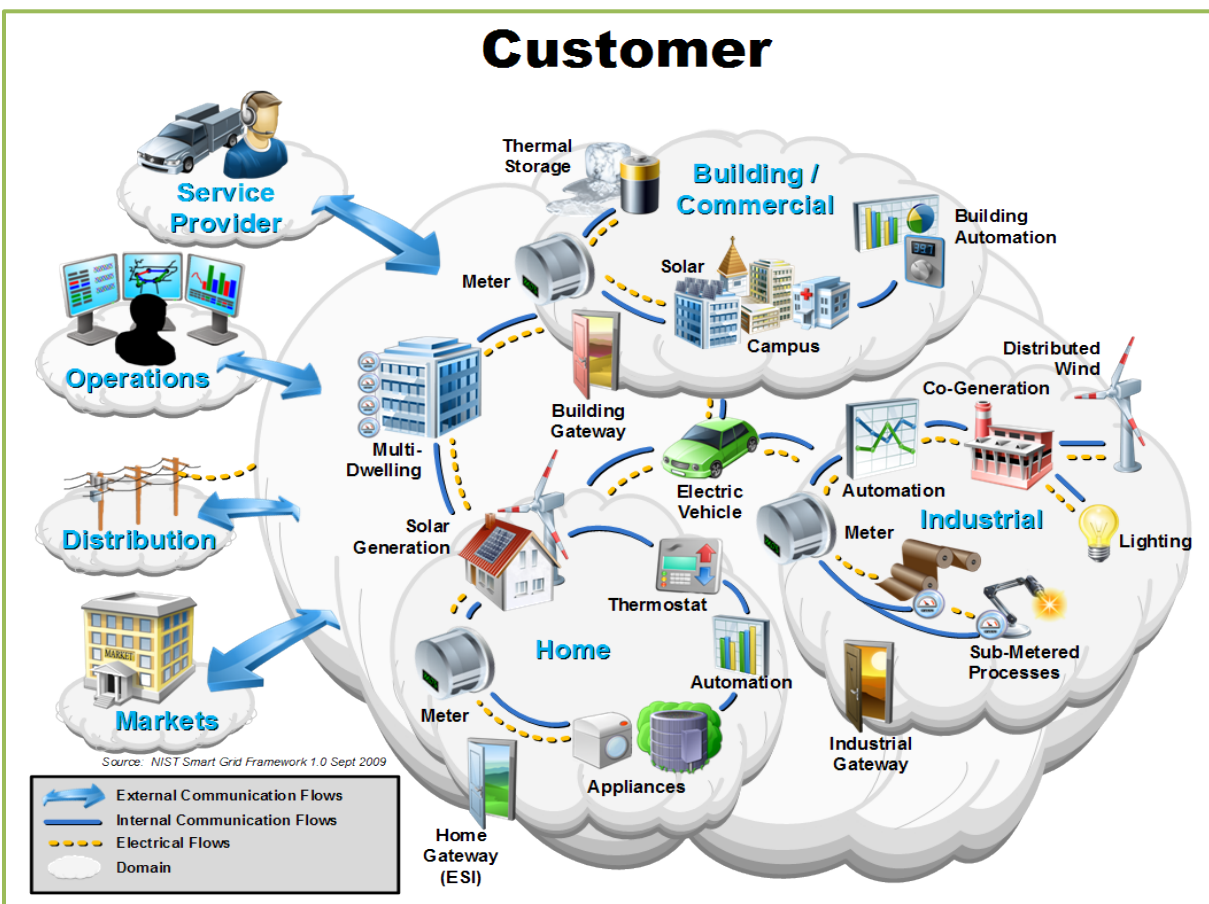 Customer
Service
Provider
Operations
Distribution
MARKET
Markets
Source: NIST Smart Grid Framework 1.0 Sept 2009
External Communication Flows
Internal Communication Flows
Electrical Flows
Domain
Thermal
Storage
Building /
Commercial
Building
Automation
Meter
Solar
Campus
Multi-
Dwelling
Building
Gateway
Electric
Vehicle
Distributed
Wind
Co-Generation
Automation
Meter
Industrial
Lighting
Sub-Metered
Processes
Industrial
Gateway
Solar
Generation
Thermostat
Home
Automation
Meter
Appliances
Home
Gateway
(ESI)